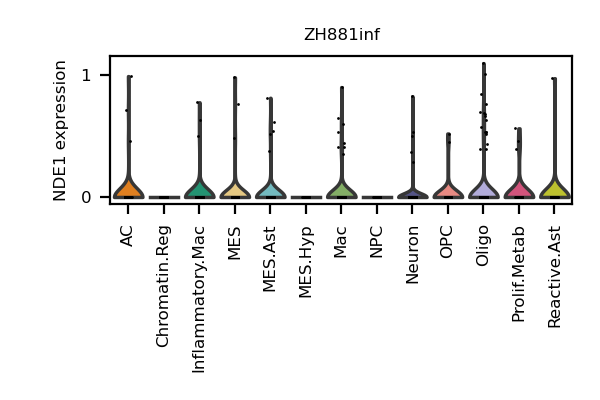 ZH881inf
NDE1 expression
1
0
AC
Chromatin.Reg
Inflammatory.Mac
MES
MES.Ast
MES.Hyp
Mac
NPC
Neuron
OPC
Oligo
Prolif.Metab
Reactive.Ast